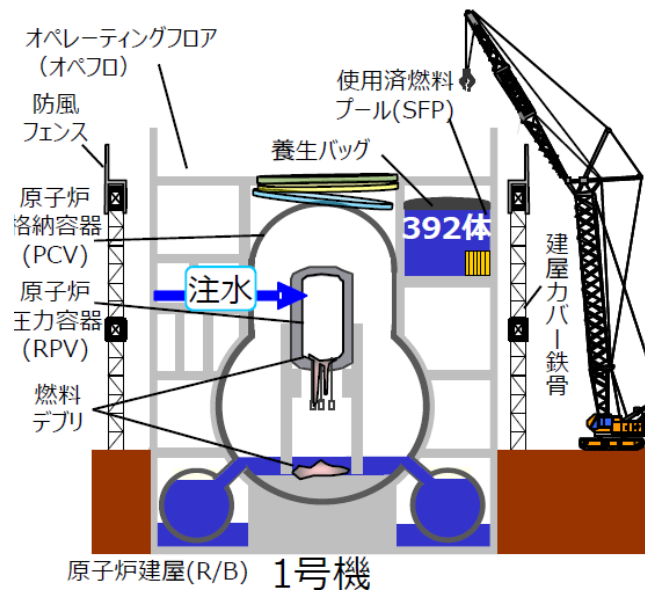 オペレーティングフロア
（オペフロ）
防風
フェンス
使用済燃料
プール(SFP)
養生バッグ
原子炉
格納容器
(PCV)
392体
注水
原子炉
圧力容器
(RPV)
建屋カバー鉄骨
燃料
デブリ
原子炉建屋(R/B)
1号機